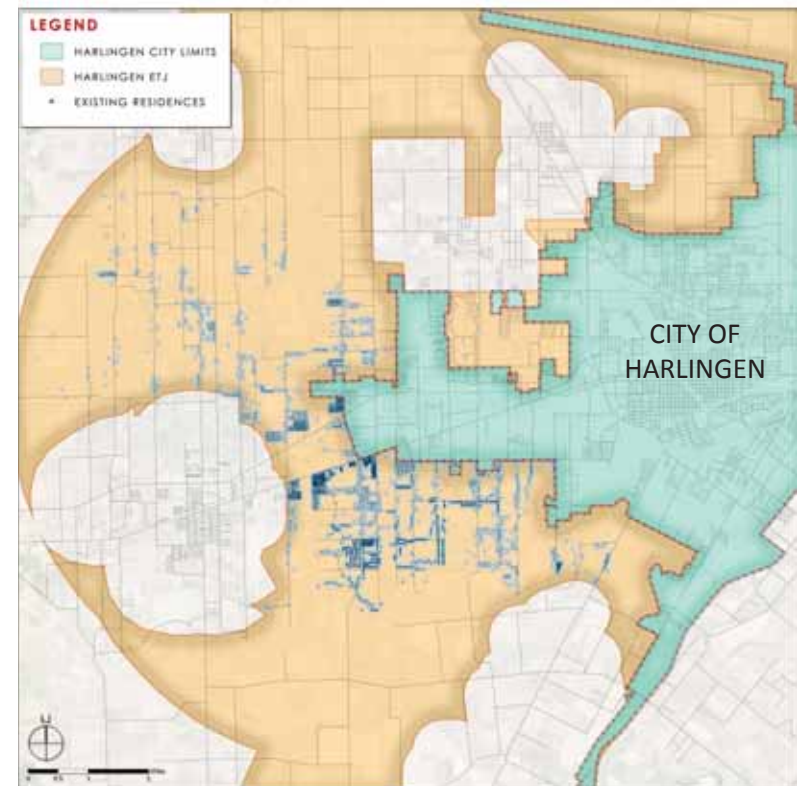 LEGEND
HARLINGEN CITY LIMITS
HARLINGEN ETJ
EXISTING RESIDENCES
CITY OF
HARLINGEN